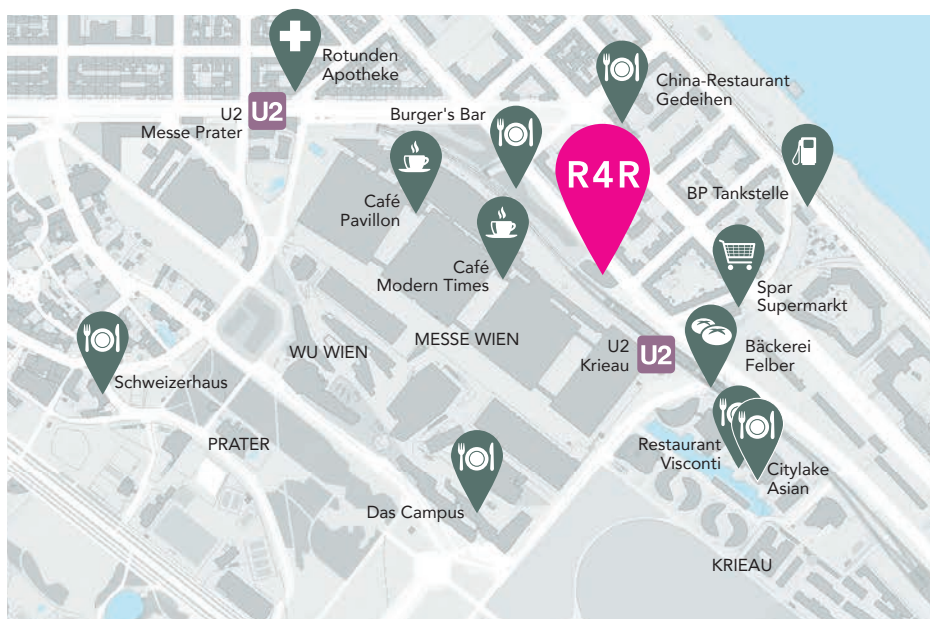 Rotunden
Apotheke
U2
Messe Prater
U2
Burger's Bar
China-Restaurant
Gedeihen
R4R
BP Tankstelle
Café
Pavillon
Café
Modern Times
Spar
Supermarkt
MESSE WIEN
WU WIEN
U2
Krieau
U2
Bäckerei
Felber
Schweizerhaus
PRATER
Restaurant
Visconti
Citylake
Asian
Das Campus
KRIEAU